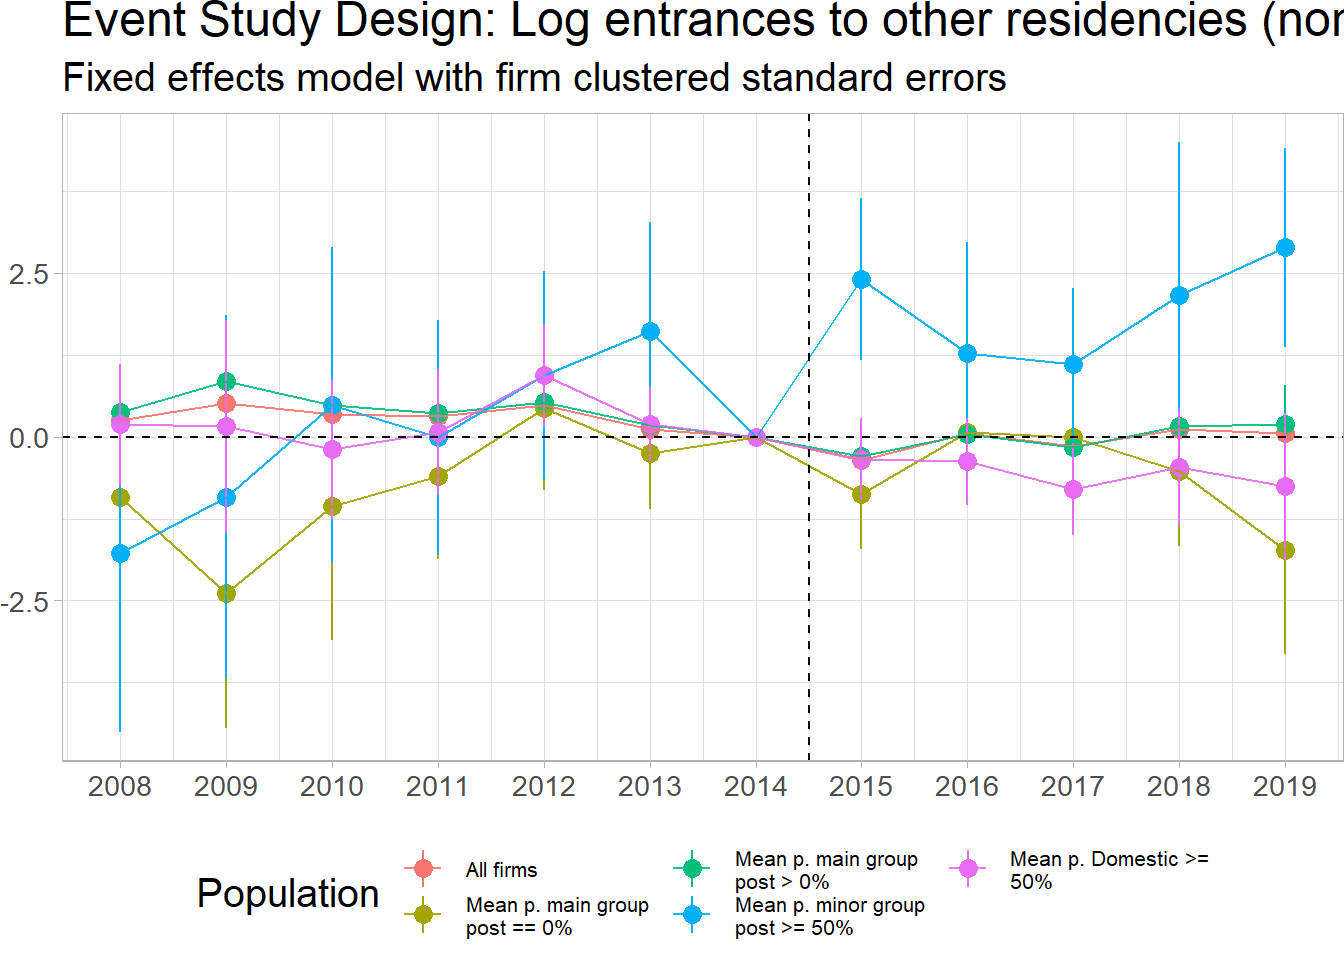 Event Study Design: Log entrances to other residencies (nor
Fixed effects model with firm clustered standard errors
2.5
0.0
-2.5
2008 2009 2010 2011 2012 2013 2014 2015 2016 2017 2018 2019
Population
All firms
Mean p. main group
post == 0%
Mean p. main group
post > 0%
Mean p. minor group
post >= 50%
Mean p. Domestic >=
50%